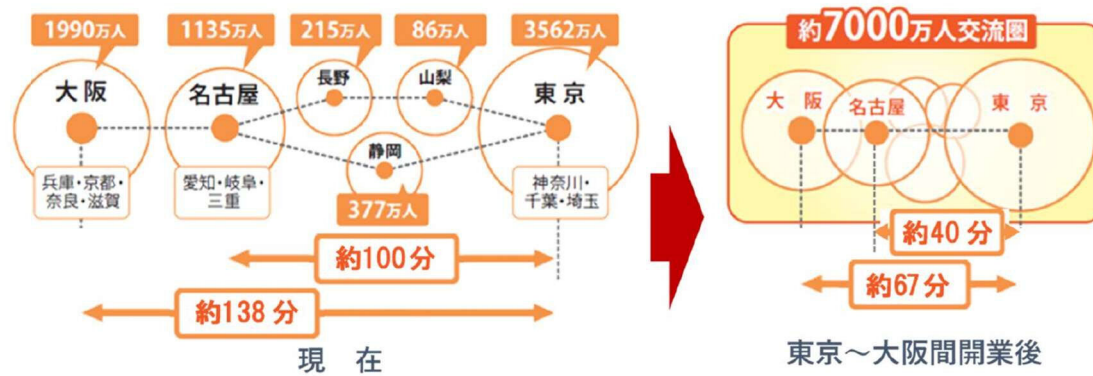 1990万人
1135万人
215万人
86万人
3562万人
大阪
名古屋
長野
山梨
東京
静岡
兵庫・京都・
奈良・滋賀
愛知・岐阜・
三重
377万人
神奈川・
千葉・埼玉
約100分
約138分
現 在
約7000万人交流圏
大 阪
名古屋
東 京
約40分
約67分
東京～大阪間開業後